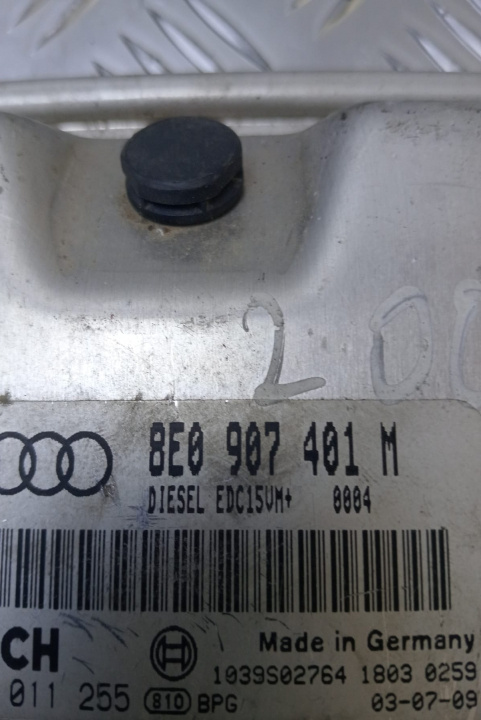 200
8E0 907 401 M
DIESEL EDC15VM+ 0004
CH
Made in Germany
1039S02764 1803 0259
011 255 810 BPG 03-07-09